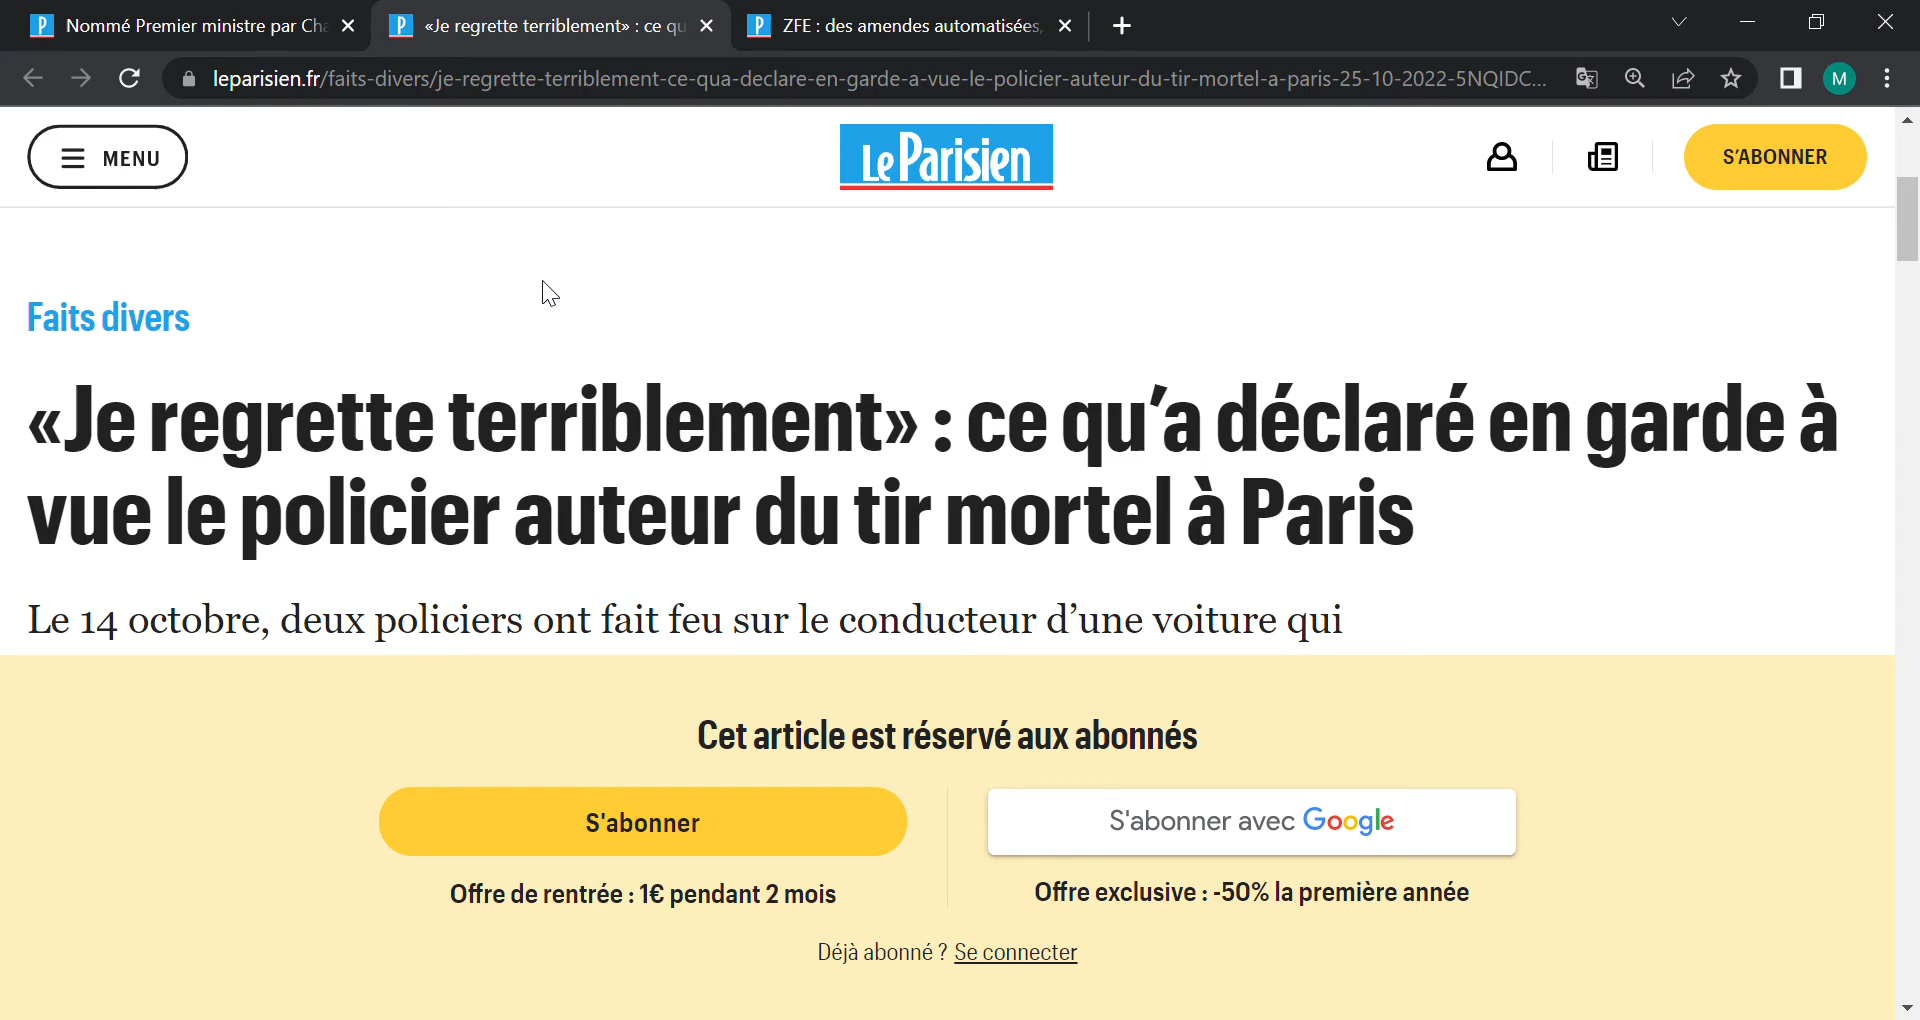 Nommé Premier ministre par Cha
«Je regrette terriblement» : ce qu
ZFE : des amendes automatisées,
leparisien.fr/faits-divers/je-regrette-terriblement-ce-qua-declare-en-garde-a-vue-le-policier-auteur-du-tir-mortel-a-paris-25-10-2022-5NQIDC...
M
MENU
Le Parisien
S'ABONNER
Faits divers
«Je regrette terriblement» : ce qu’a déclaré en garde à
vue le policier auteur du tir mortel à Paris
Le 14 octobre, deux policiers ont fait feu sur le conducteur d’une voiture qui
Cet article est réservé aux abonnés
S'abonner
S'abonner avec Google
Offre de rentrée : 1€ pendant 2 mois
Offre exclusive : -50% la première année
Déjà abonné ? Se connecter